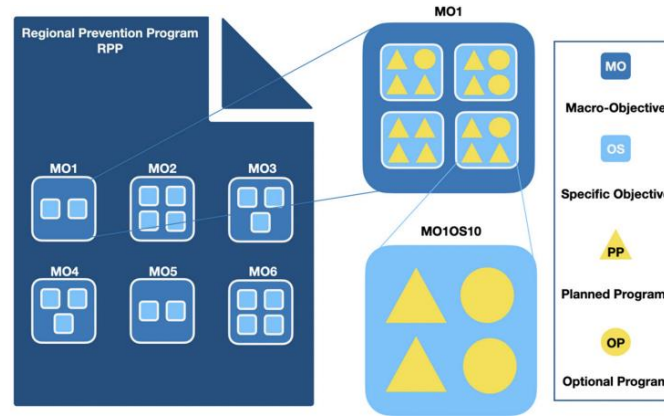 Regional Prevention Program
RPP
MO1
MO2
MO3
MO4
MO5
MO6
MO1
MO1OS10
MO
Macro-Objective
OS
Specific Objective
PP
Planned Program
OP
Optional Program